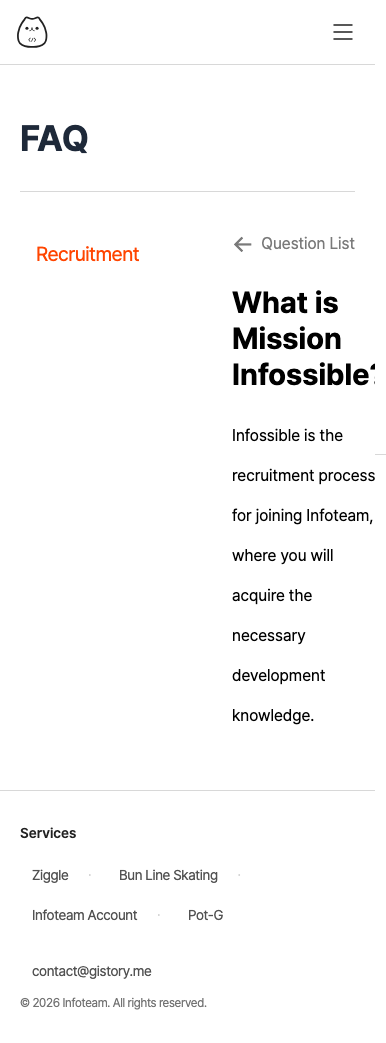 FAQ
Recruitment
Question List
What is
Mission
Infossible?
Infossible is the
recruitment process
for joining Infoteam,
where you will
acquire the
necessary
development
knowledge.
Services
Ziggle · Bun Line Skating ·
Infoteam Account · Pot-G
contact@gistory.me
© 2026 Infoteam. All rights reserved.